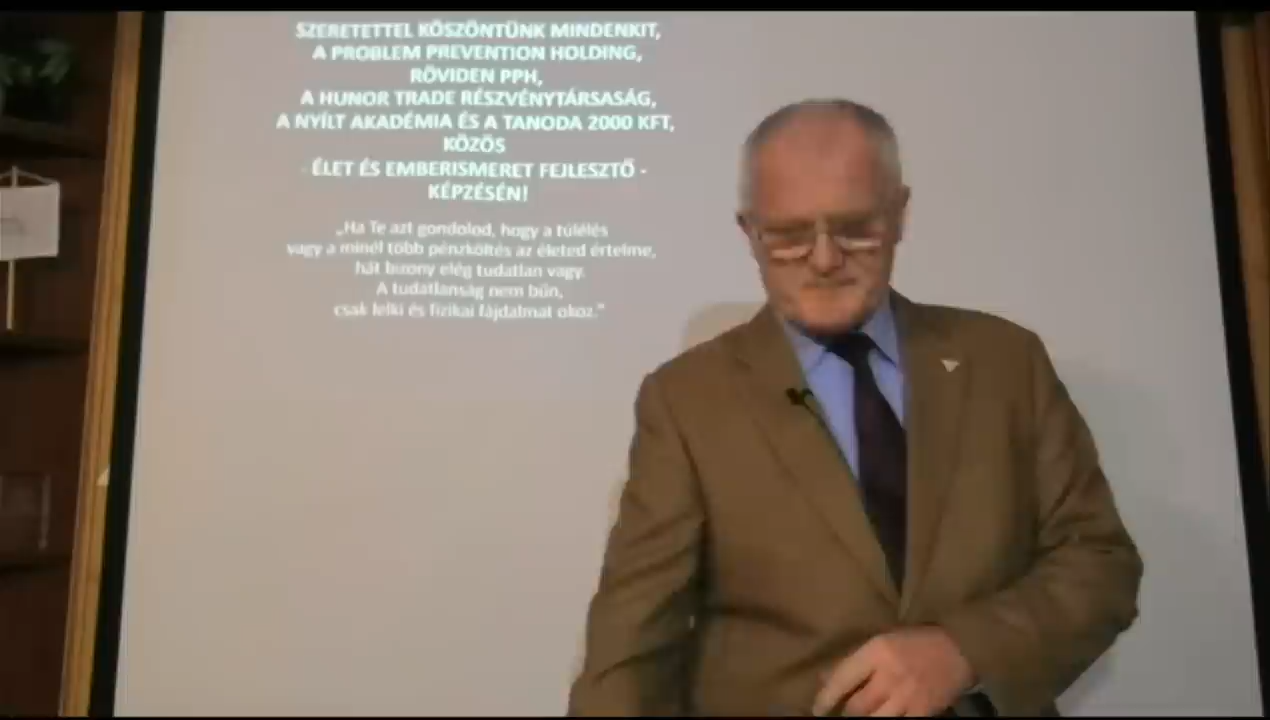 SZERETETTEL KÖSZÖNTÜNK MINDENKIT,
A PROBLEM PREVENTION HOLDING,
RÖVIDEN PPH,
A HUNOR TRADE RÉSZVÉNYTÁRSASÁG,
A NYÍLT AKADÉMIA ÉS A TANODA 2000 KFT,
KÖZÖS
- ÉLET ÉS EMBERISMERET FEJLESZTŐ -
KÉPZÉSÉN!
„Ha Te azt gondolod, hogy a túlélés
vagy a minél több pénzköltés az életed értelme,
hát bizony elég tudatlan vagy.
A tudatlanság nem bűn,
csak lelki és fizikai fájdalmat okoz."